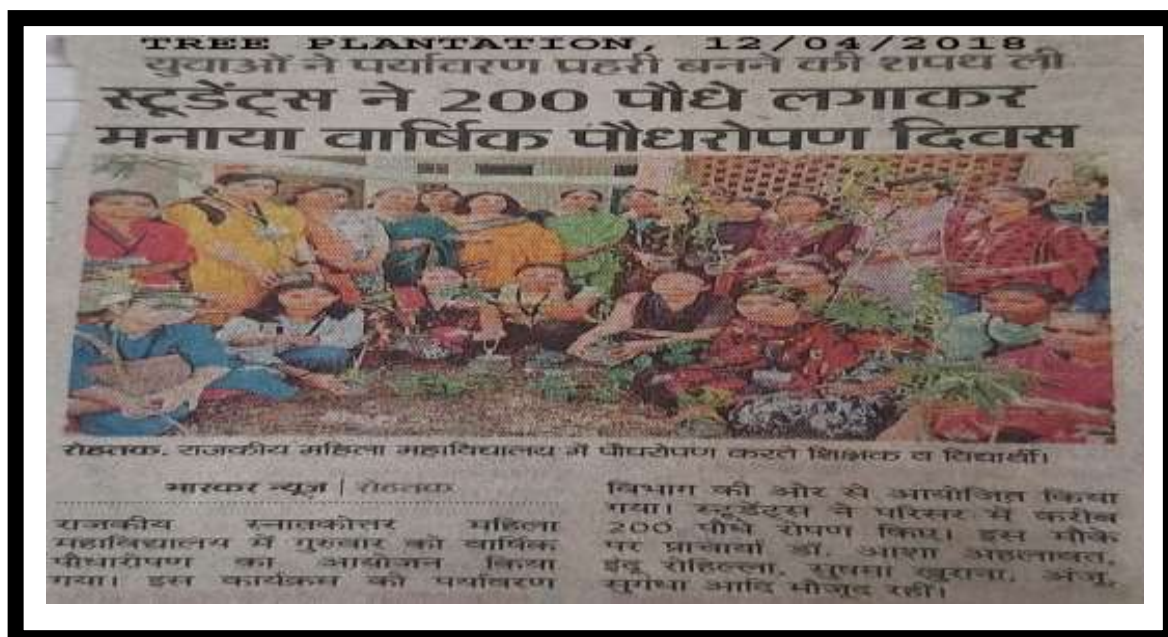 TREE PLANTATION, 12/04/2018
युवाओं ने पर्यावरण प्रहरी बनने की शपथ ली
स्टूडेंट्स ने 200 पौधे लगाकर
मनाया वार्षिक पौधरोपण दिवस
रोहतक. राजकीय महिला महाविद्यालय में पौधरोपण करते शिक्षक व विद्यार्थी।
भास्कर न्यूज़ | रोहतक
राजकीय स्नातकोत्तर महिला
महाविद्यालय में गुरुवार को वार्षिक
पौधारोपण का आयोजन किया
गया। इस कार्यक्रम को पर्यावरण
विभाग की ओर से आयोजित किया
गया। स्टूडेंट्स ने परिसर में करीब
200 पौधे रोपण किए। इस मौके
पर प्राचार्या डॉ. आशा अहलावत,
इंदू रोहिल्ला, सुषमा खुराना, अंजू,
सुगंधा आदि मौजूद रहीं।